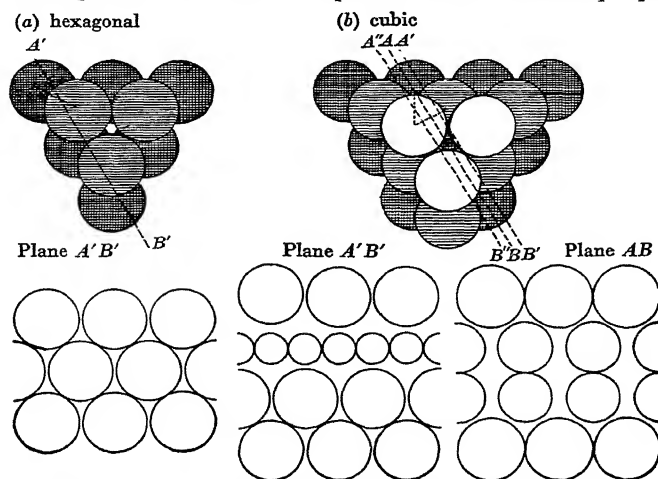 (a) hexagonal
(b) cubic
A'
A″AA'
B'
B″BB'
Plane A'B'
Plane A'B'
Plane AB